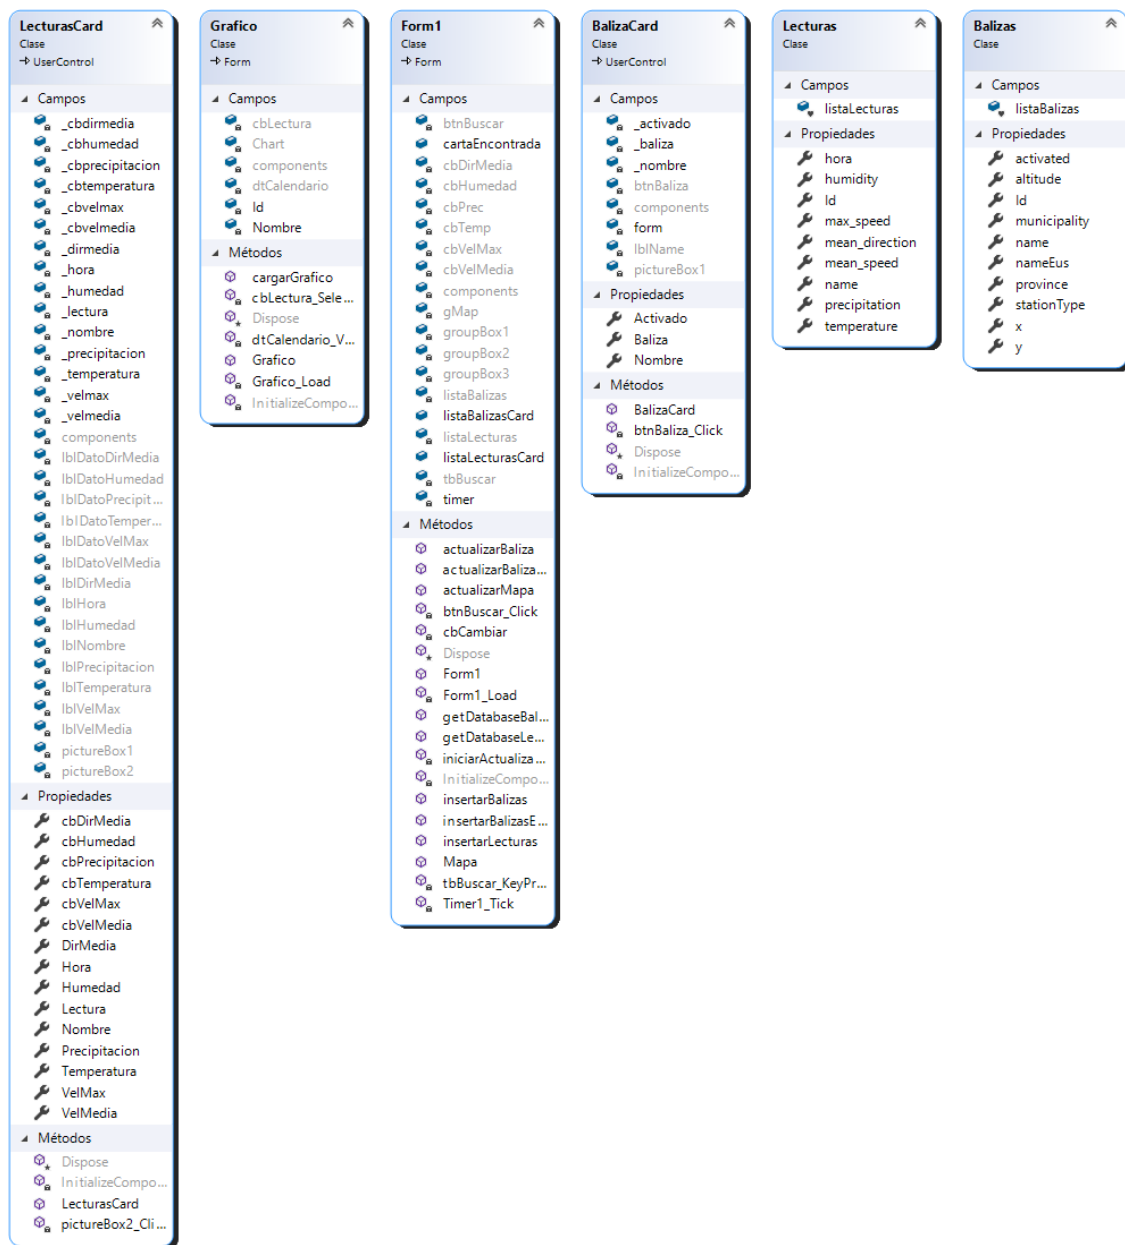 LecturasCard
Clase
→ UserControl
Campos
_cbdirmedia
_cbhumedad
_cbprecipitacion
_cbtemperatura
_cbvelmax
_cbvelmedia
_dirmedia
_hora
_humedad
_lectura
_nombre
_precipitacion
_temperatura
_velmax
_velmedia
components
lblDatoDirMedia
lblDatoHumedad
lblDatoPrecipit...
lblDatoTemper...
lblDatoVelMax
lblDatoVelMedia
lblDirMedia
lblHora
lblHumedad
lblNombre
lblPrecipitacion
lblTemperatura
lblVelMax
lblVelMedia
pictureBox1
pictureBox2
Propiedades
cbDirMedia
cbHumedad
cbPrecipitacion
cbTemperatura
cbVelMax
cbVelMedia
DirMedia
Hora
Humedad
Lectura
Nombre
Precipitacion
Temperatura
VelMax
VelMedia
Métodos
Dispose
InitializeCompo...
LecturasCard
pictureBox2_Cli...
Grafico
Clase
→ Form
Campos
cbLectura
Chart
components
dtCalendario
Id
Nombre
Métodos
cargarGrafico
cbLectura_Sele...
Dispose
dtCalendario_V...
Grafico
Grafico_Load
InitializeCompo...
Form1
Clase
→ Form
Campos
btnBuscar
cartaEncontrada
cbDirMedia
cbHumedad
cbPrec
cbTemp
cbVelMax
cbVelMedia
components
gMap
groupBox1
groupBox2
groupBox3
listaBalizas
listaBalizasCard
listaLecturas
listaLecturasCard
tbBuscar
timer
Métodos
actualizarBaliza
actualizarBaliza...
actualizarMapa
btnBuscar_Click
cbCambiar
Dispose
Form1
Form1_Load
getDatabaseBal...
getDatabaseLe...
iniciarActualiza...
InitializeCompo...
insertarBalizas
insertarBalizasE...
insertarLecturas
Mapa
tbBuscar_KeyPr...
Timer1_Tick
BalizaCard
Clase
→ UserControl
Campos
_activado
_baliza
_nombre
btnBaliza
components
form
lblName
pictureBox1
Propiedades
Activado
Baliza
Nombre
Métodos
BalizaCard
btnBaliza_Click
Dispose
InitializeCompo...
Lecturas
Clase
Campos
listaLecturas
Propiedades
hora
humidity
Id
max_speed
mean_direction
mean_speed
name
precipitation
temperature
Balizas
Clase
Campos
listaBalizas
Propiedades
activated
altitude
Id
municipality
name
nameEus
province
stationType
x
y